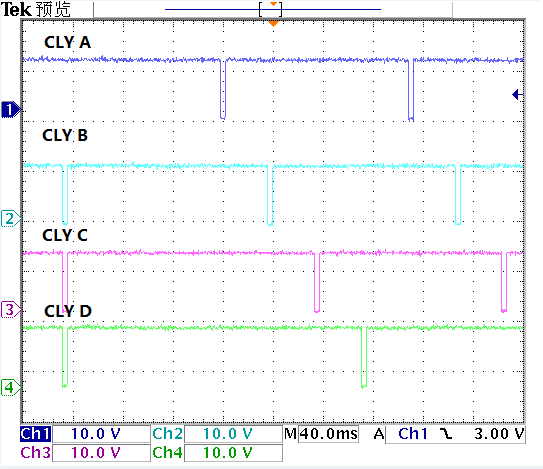 Tek 预览
CLY A
1
CLY B
2
CLY C
3
CLY D
4
Ch1 10.0 V Ch2 10.0 V M 40.0ms A Ch1 3.00 V
Ch3 10.0 V Ch4 10.0 V